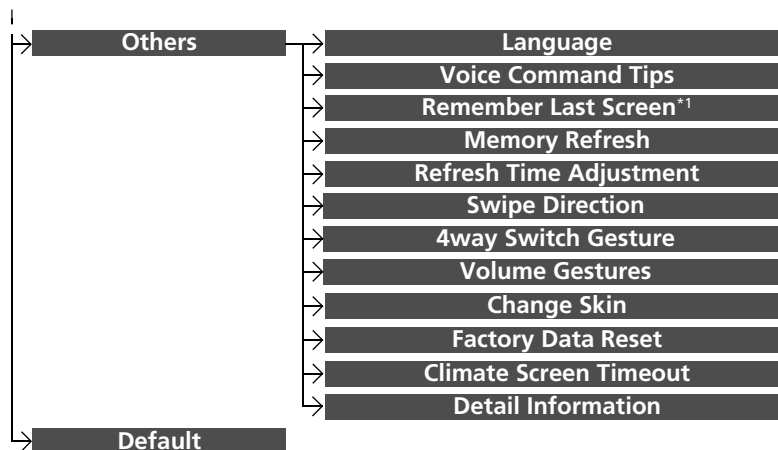 Others
Language
Voice Command Tips
Remember Last Screen*1
Memory Refresh
Refresh Time Adjustment
Swipe Direction
4way Switch Gesture
Volume Gestures
Change Skin
Factory Data Reset
Climate Screen Timeout
Detail Information
Default